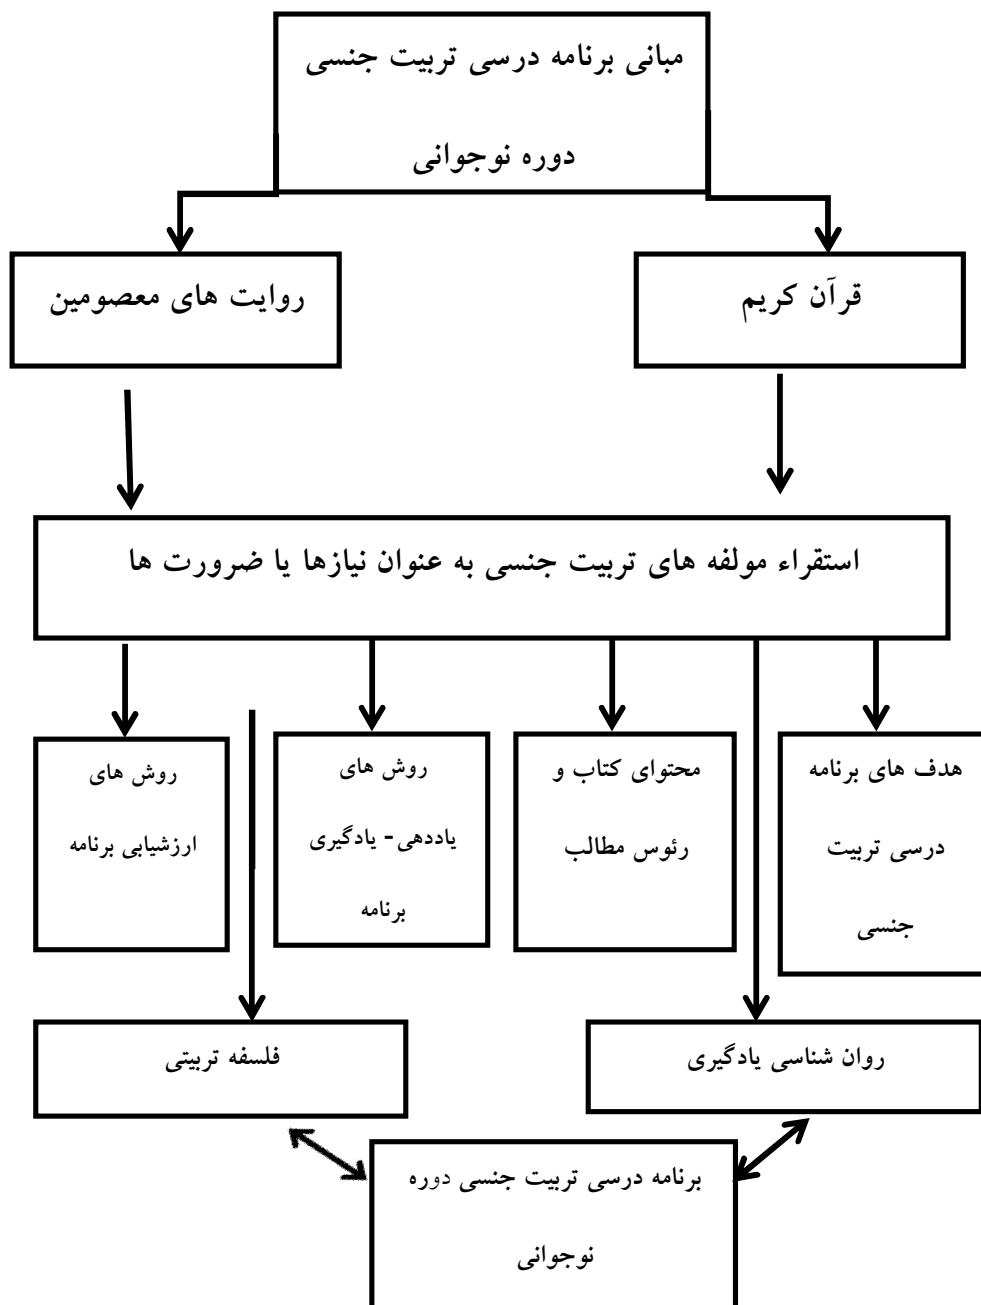 مبانی برنامه درسی تربیت جنسی
دوره نوجوانی
قرآن کریم
روایت های معصومین
استقراء مولفه های تربیت جنسی به عنوان نیازها یا ضرورت ها
هدف های برنامه
درسی تربیت
جنسی
محتوای کتاب و
رئوس مطالب
روش های
یاددهی- یادگیری
برنامه
روش های
ارزشیابی برنامه
روان شناسی یادگیری
فلسفه تربیتی
برنامه درسی تربیت جنسی دوره
نوجوانی